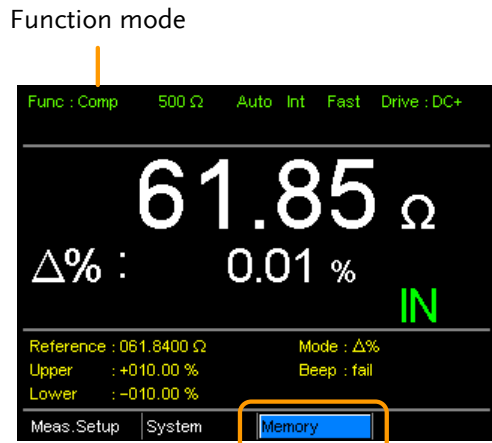 Function mode
Func : Comp 500 Ω Auto Int Fast Drive : DC+
61.85 Ω
Δ% : 0.01 %
IN
Reference : 061.8400 Ω Mode : Δ%
Upper : +010.00 % Beep : fail
Lower : -010.00 %
Meas.Setup System Memory